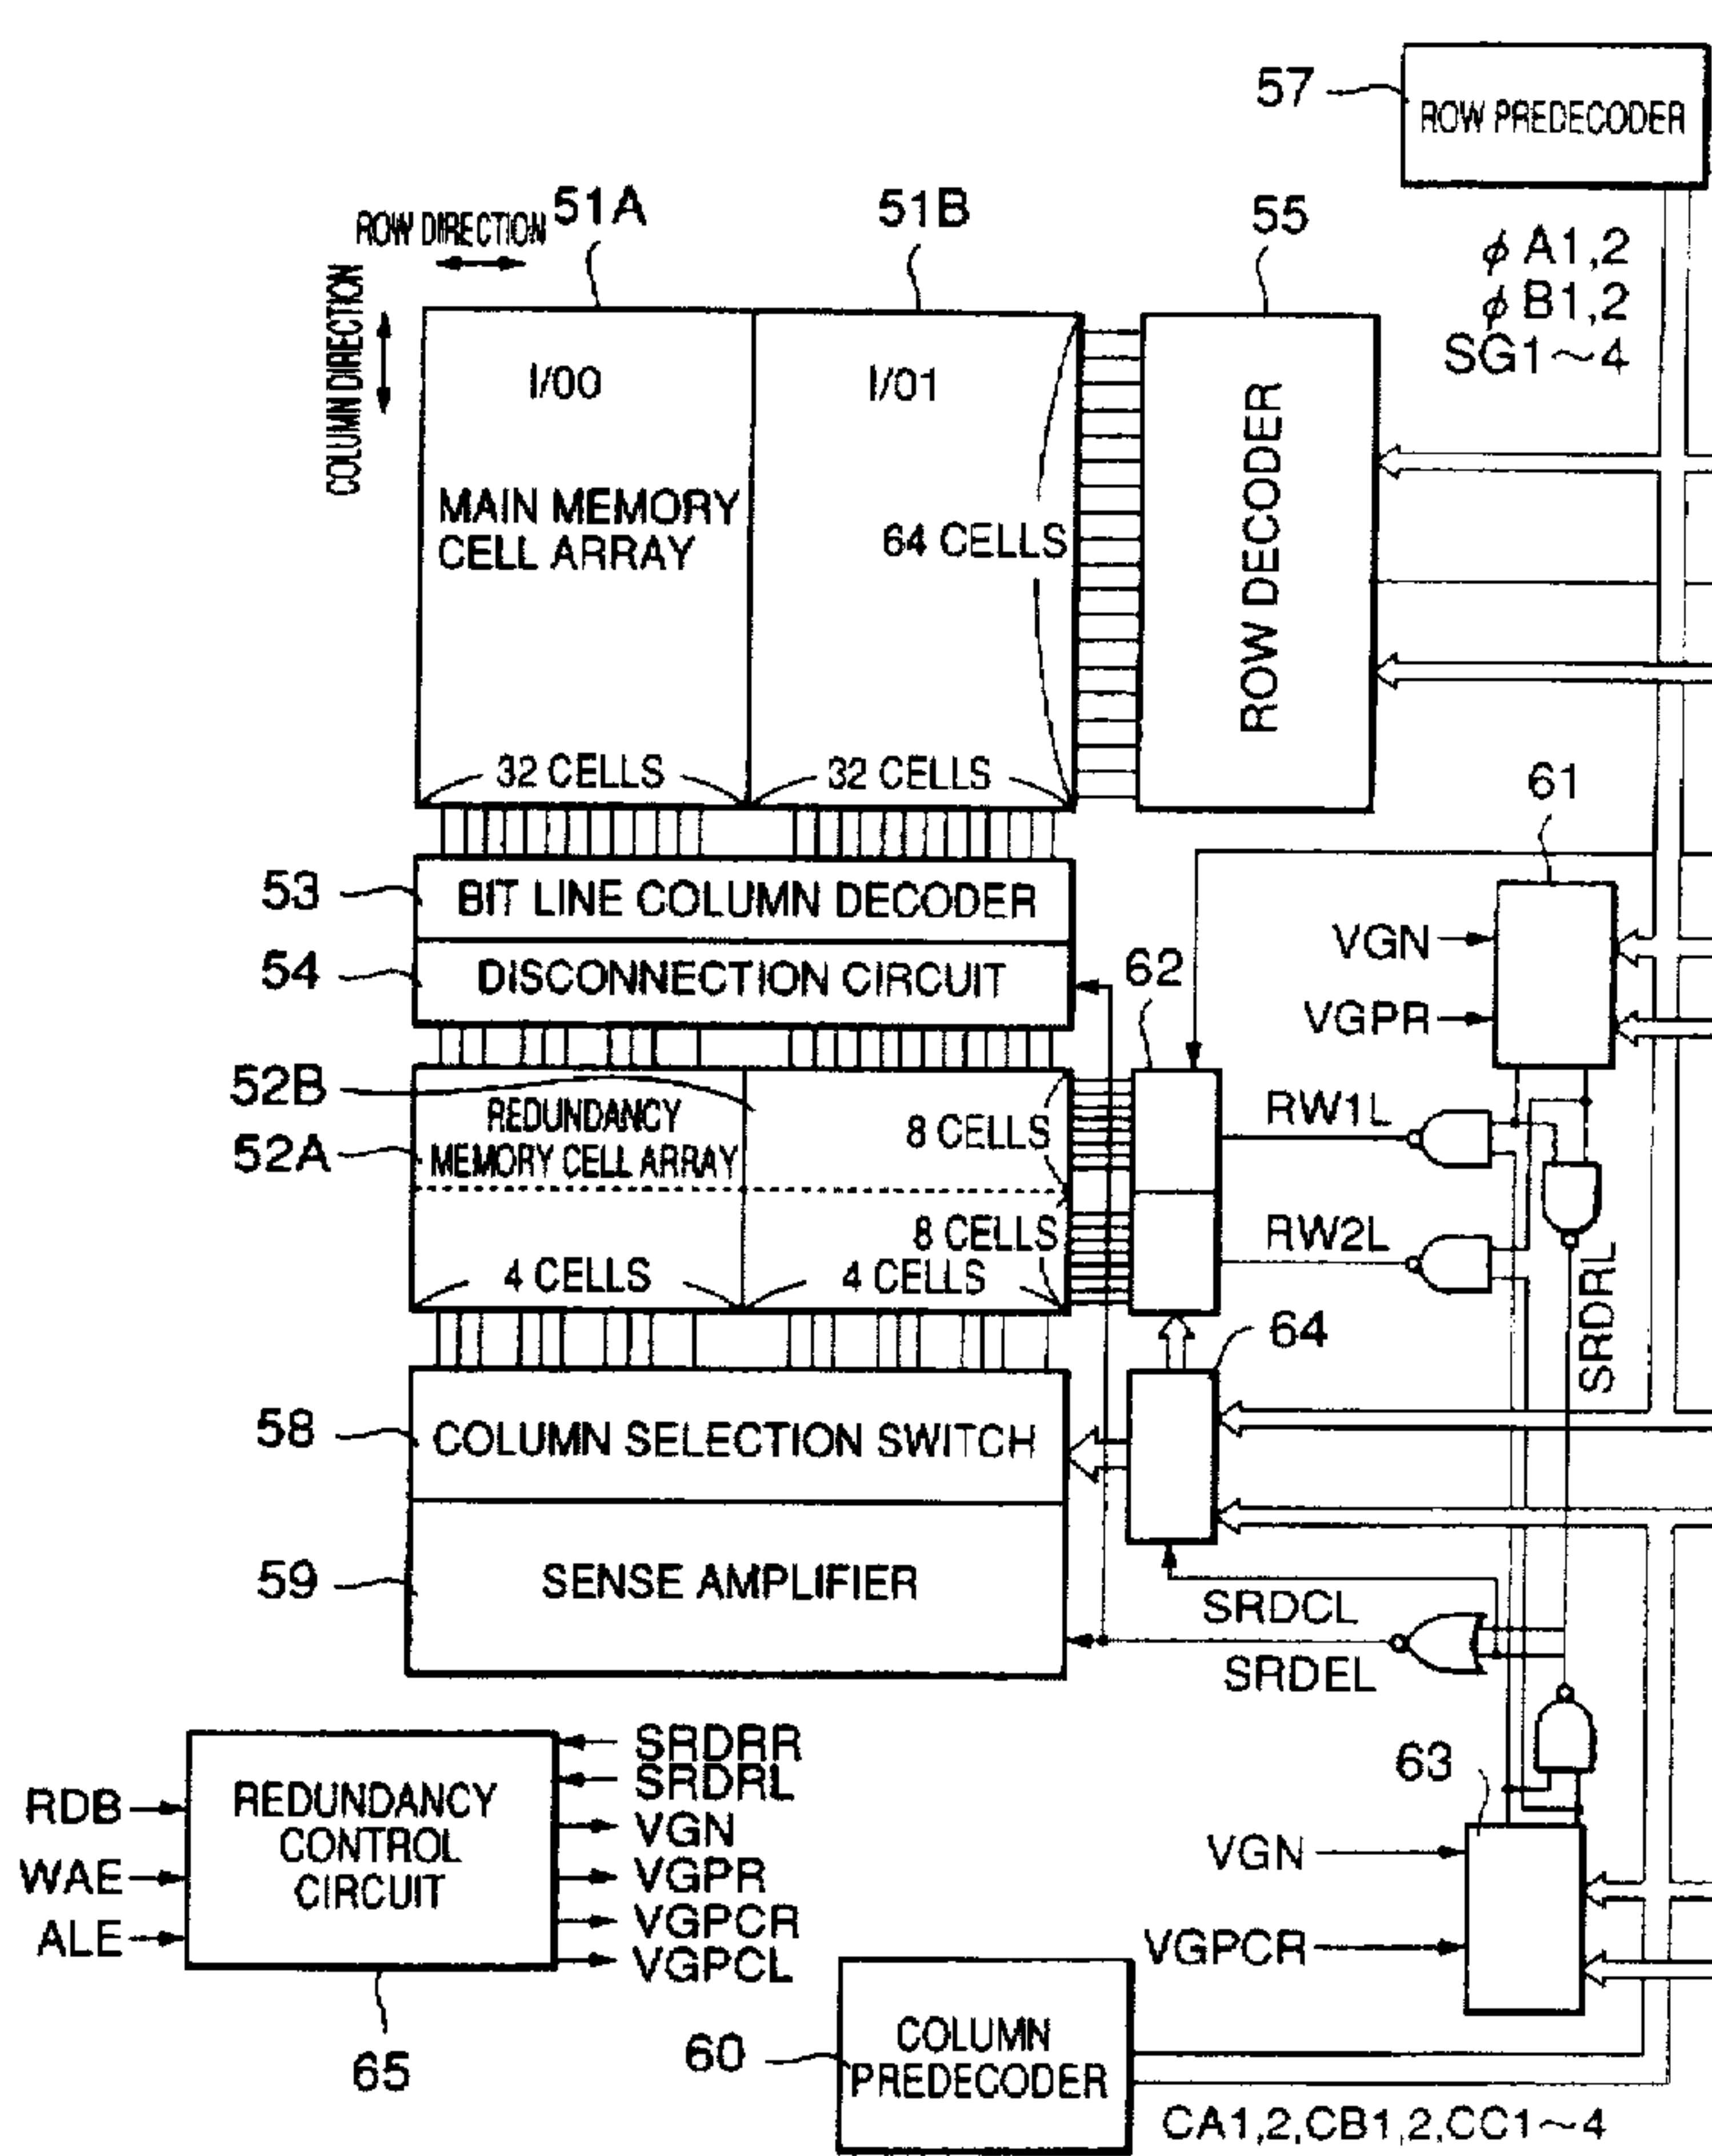 57
ROW PREDECODER
ROW DIRECTION
51A
51B
55
COLUMN DIRECTION
φ A1,2
φ B1,2
SG1~4
I/00
I/01
MAIN MEMORY
CELL ARRAY
64 CELLS
ROW DECODER
32 CELLS
32 CELLS
61
53
BIT LINE COLUMN DECODER
VGN
54
DISCONNECTION CIRCUIT
62
VGPR
52B
REDUNDANCY
8 CELLS
RW1L
52A
MEMORY CELL ARRAY
8 CELLS
RW2L
4 CELLS
4 CELLS
64
SRDRL
58
COLUMN SELECTION SWITCH
59
SENSE AMPLIFIER
SRDCL
SRDEL
SRDRR
SRDRL
63
RDB
REDUNDANCY
CONTROL
CIRCUIT
VGN
VGN
WAE
VGPR
ALE
VGPCR
VGPCR
VGPCL
65
60
COLUMN
PREDECODER
CA1,2,CB1,2,CC1~4